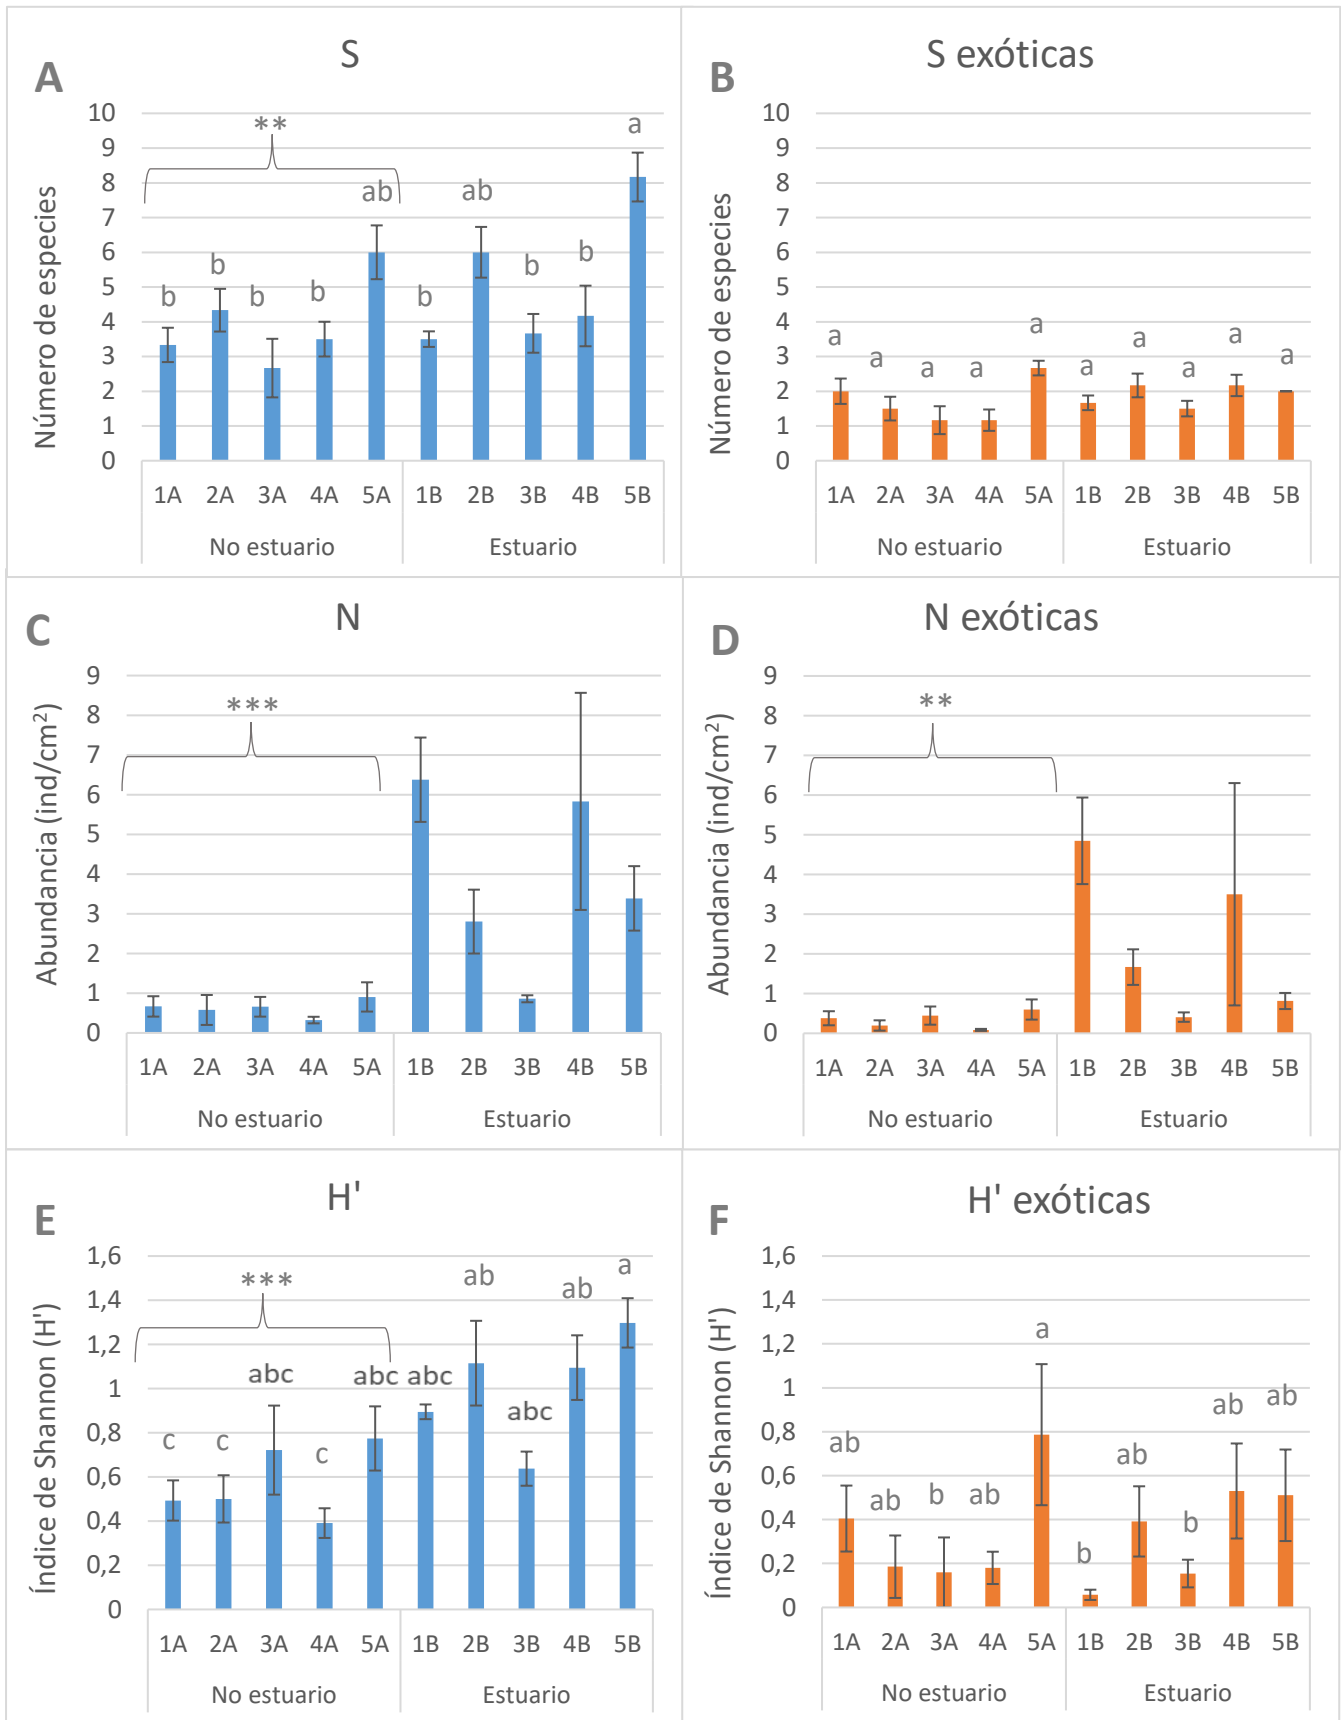 A
S
Número de especies
10
9
8
7
6
5
4
3
2
1
0
**
b
b
b
b
ab
b
ab
b
b
a
1A 2A 3A 4A 5A 1B 2B 3B 4B 5B
No estuario Estuario
B
S exóticas
Número de especies
10
9
8
7
6
5
4
3
2
1
0
a
a
a
a
a
a
a
a
a
a
1A 2A 3A 4A 5A 1B 2B 3B 4B 5B
No estuario Estuario
C
N
Abundancia (ind/cm²)
9
8
7
6
5
4
3
2
1
0
***
1A 2A 3A 4A 5A 1B 2B 3B 4B 5B
No estuario Estuario
D
N exóticas
Abundancia (ind/cm²)
9
8
7
6
5
4
3
2
1
0
**
1A 2A 3A 4A 5A 1B 2B 3B 4B 5B
No estuario Estuario
E
H'
Índice de Shannon (H')
1,6
1,4
1,2
1
0,8
0,6
0,4
0,2
0
***
c
c
abc
c
abc
abc
ab
abc
ab
a
1A 2A 3A 4A 5A 1B 2B 3B 4B 5B
No estuario Estuario
F
H' exóticas
Índice de Shannon (H')
1,6
1,4
1,2
1
0,8
0,6
0,4
0,2
0
ab
ab
b
ab
a
b
ab
b
ab
ab
1A 2A 3A 4A 5A 1B 2B 3B 4B 5B
No estuario Estuario